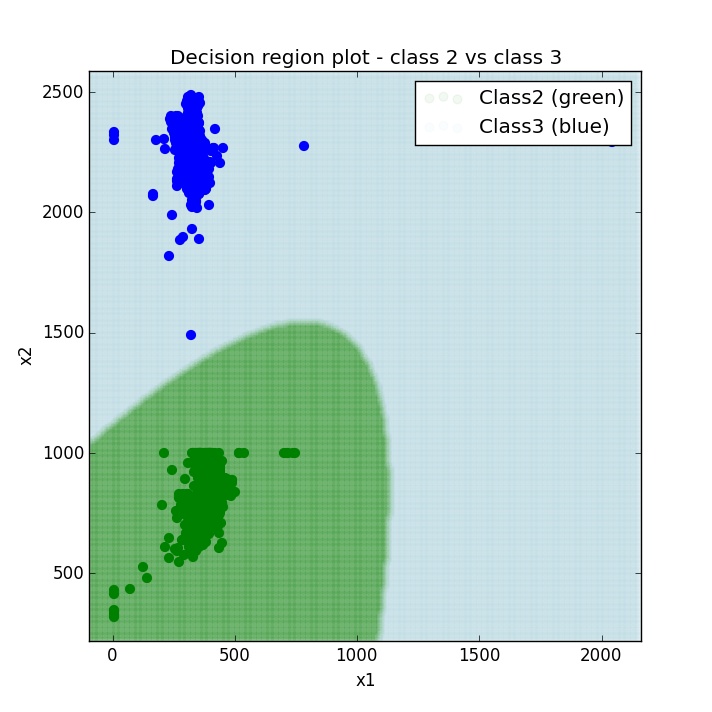 Decision region plot - class 2 vs class 3
Class2 (green)
Class3 (blue)
2500
2000
1500
1000
500
x2
0
500
1000
1500
2000
x1